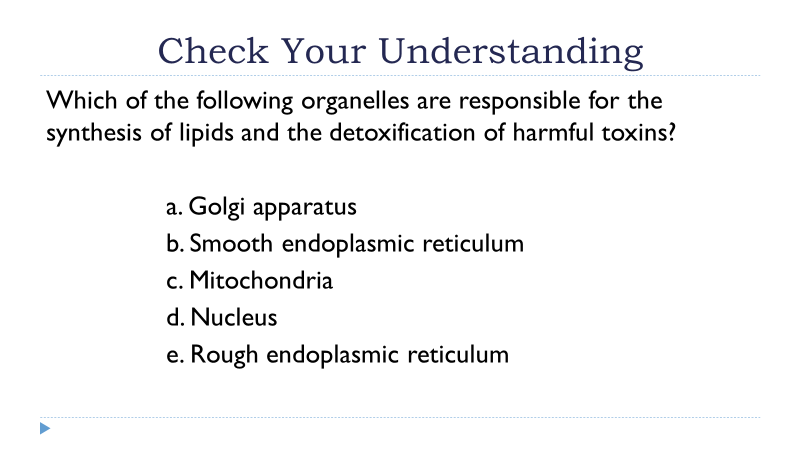 Check Your Understanding
Which of the following organelles are responsible for the
synthesis of lipids and the detoxification of harmful toxins?
a. Golgi apparatus
b. Smooth endoplasmic reticulum
c. Mitochondria
d. Nucleus
e. Rough endoplasmic reticulum